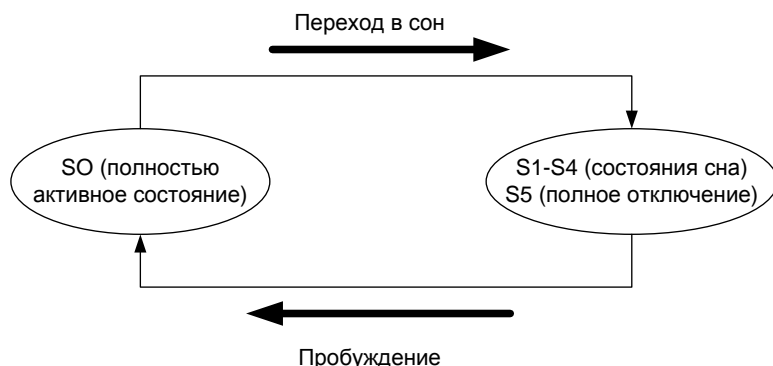 Переход в сон
SO (полностью
активное состояние)
S1-S4 (состояния сна)
S5 (полное отключение)
Пробуждение